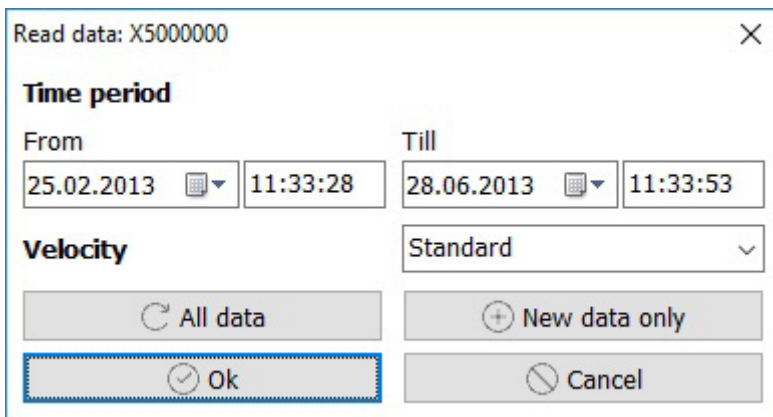 Read data: X5000000
Time period
From Till
25.02.2013 11:33:28 28.06.2013 11:33:53
Velocity Standard
All data New data only
Ok Cancel